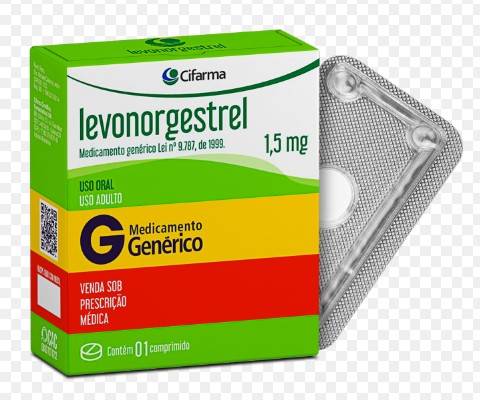 levonorgestrel
Cifarma
levonorgestrel
1,5 mg
Medicamento genérico Lei nº 9.787, de 1999.
USO ORAL
USO ADULTO
G Medicamento
Genérico
VENDA SOB
PRESCRIÇÃO
MÉDICA
Contém 01 comprimido